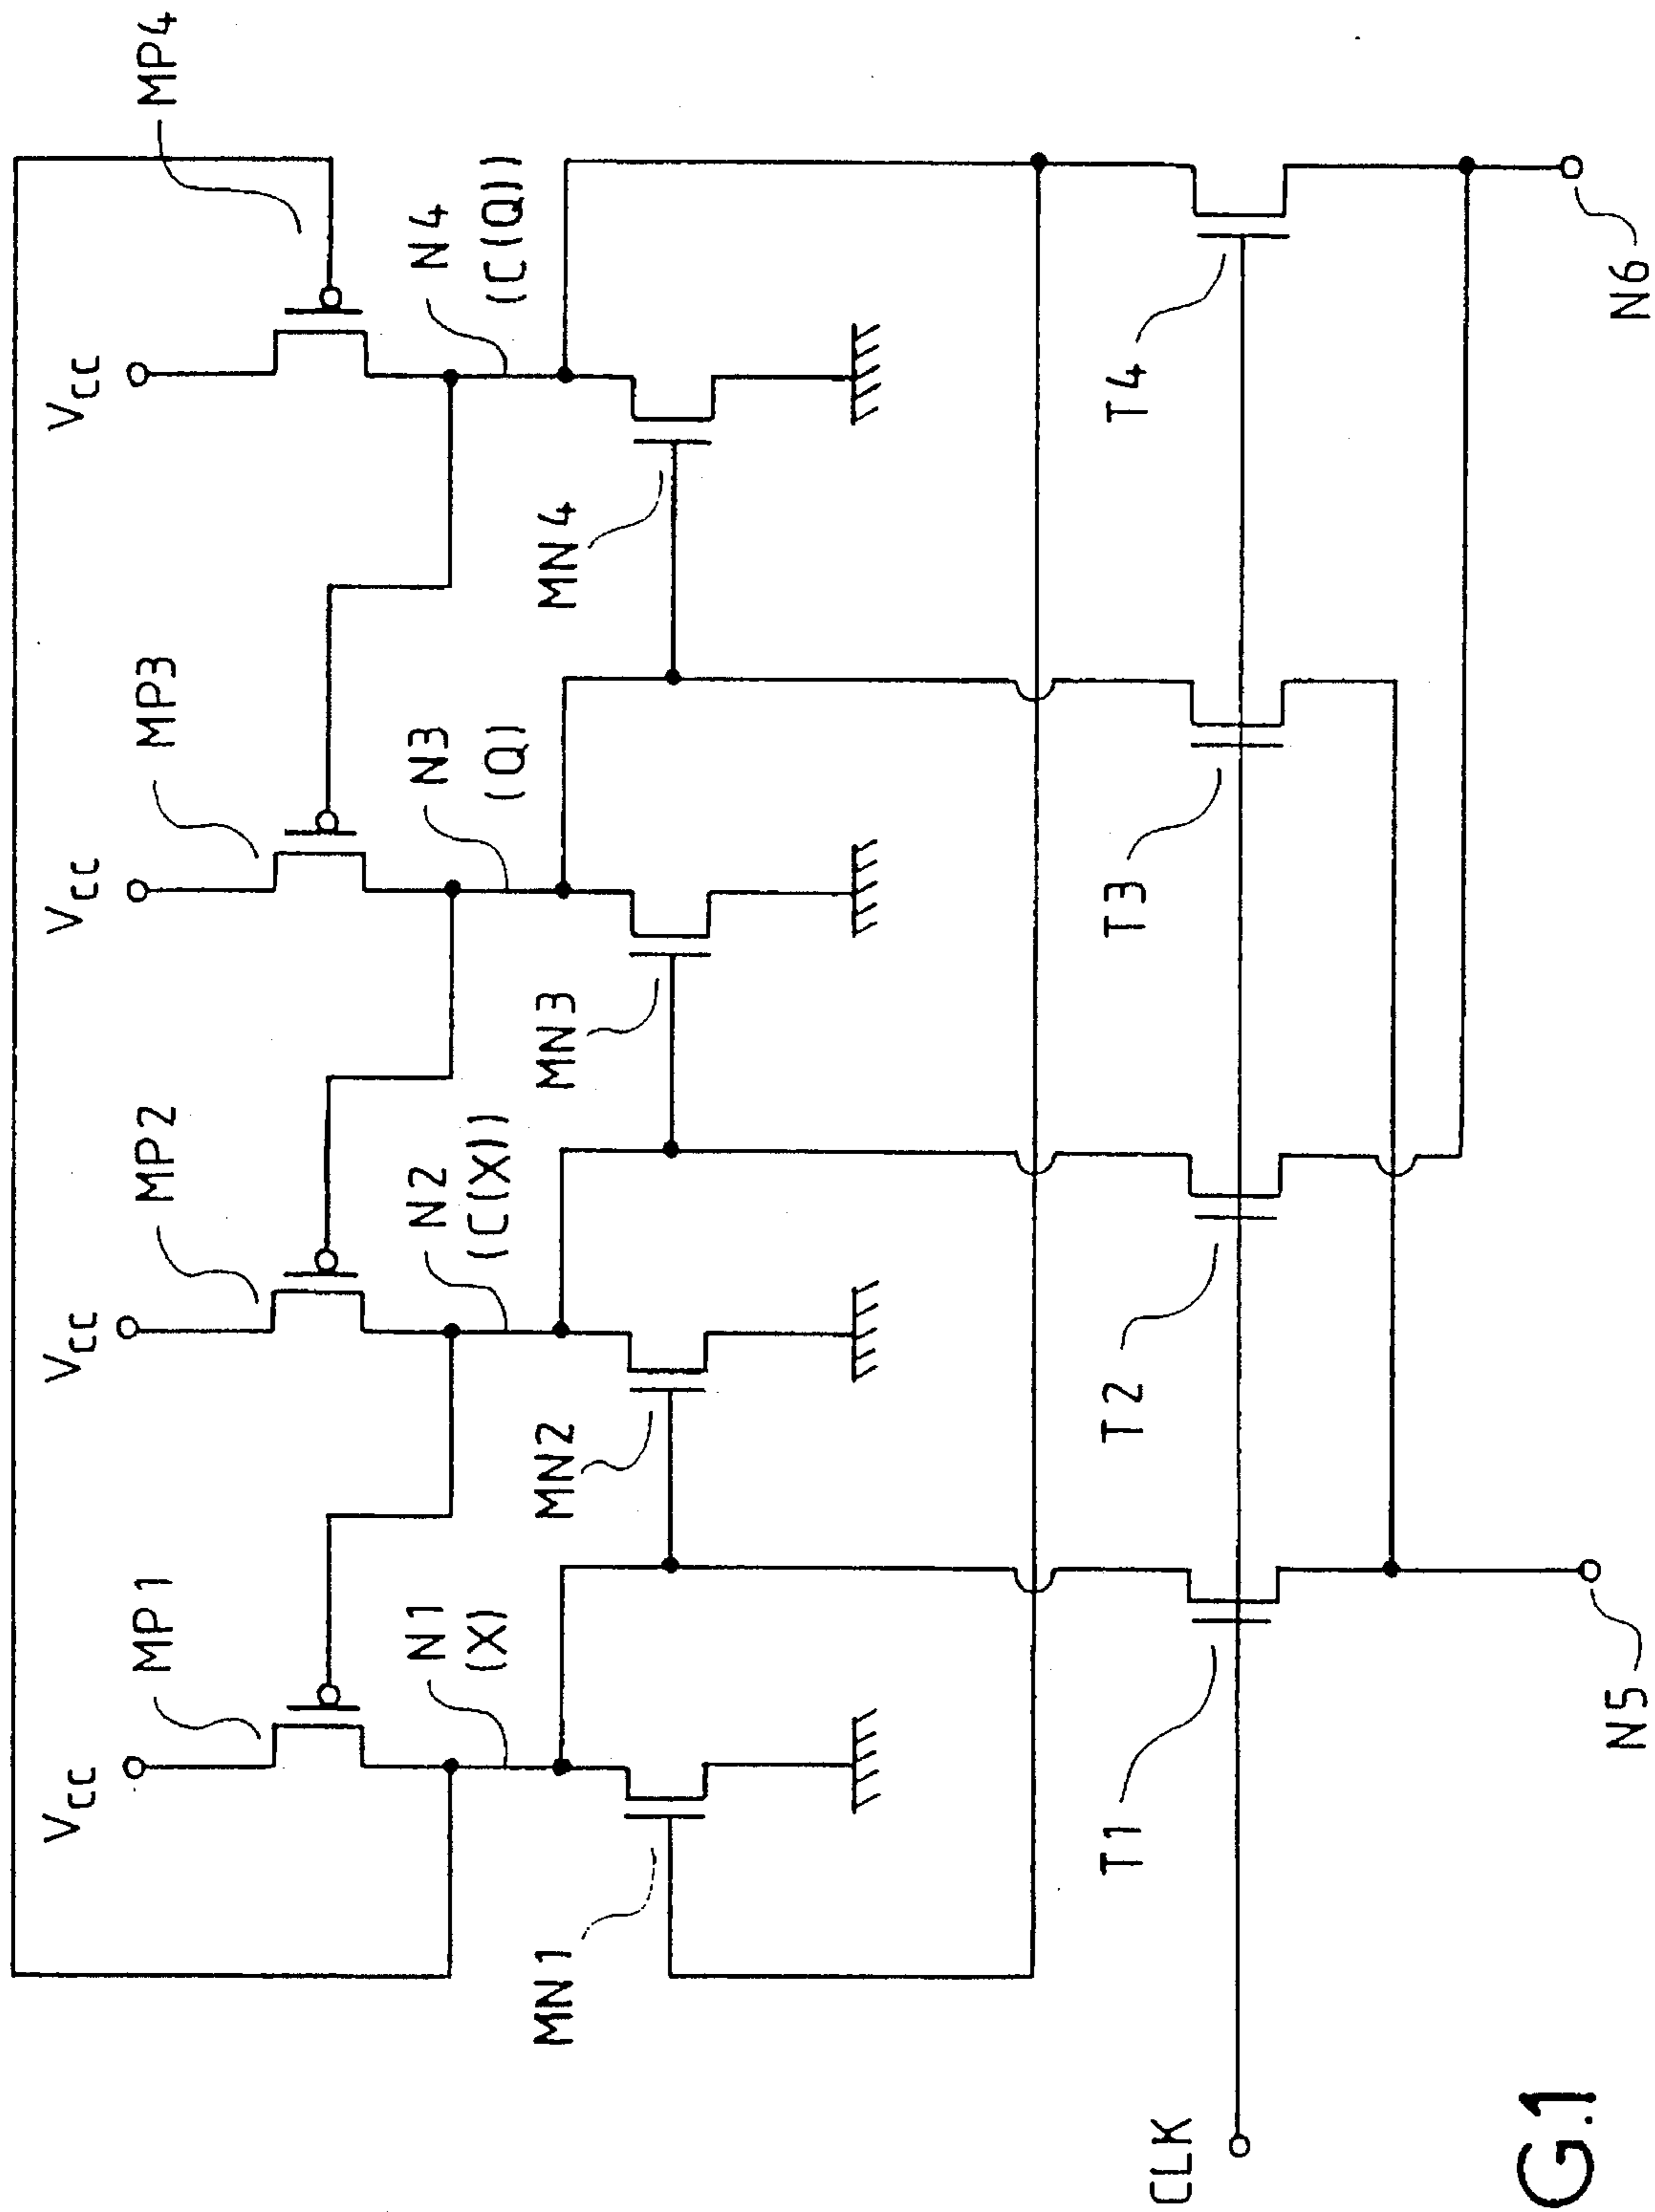 VCC
VCC
VCC
VCC
MP1
MP2
MP3
MP4
N1
(X)
N2
(C(X))
N3
(Q)
N4
(C(Q))
MN1
MN2
MN3
MN4
T1
T2
T3
T4
CLK
N5
N6
G.1